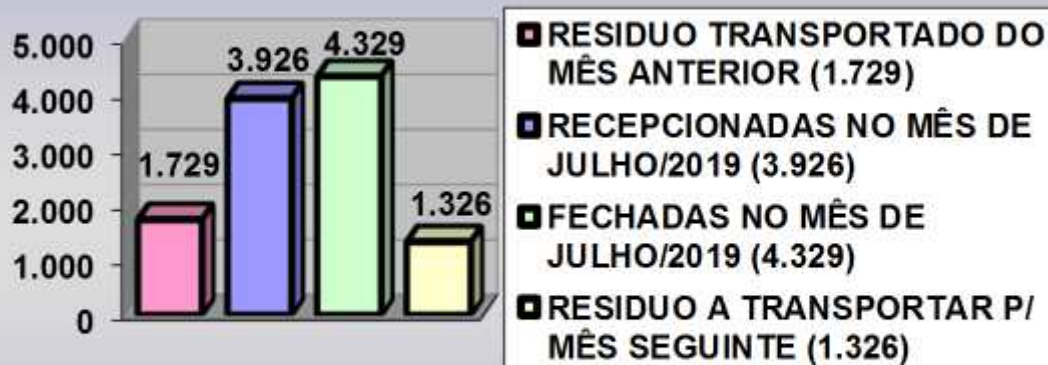 5.000
4.000
3.000
2.000
1.000
0
1.729
3.926
4.329
1.326
RESIDUO TRANSPORTADO DO
MÊS ANTERIOR (1.729)
RECEPCIONADAS NO MÊS DE
JULHO/2019 (3.926)
FECHADAS NO MÊS DE
JULHO/2019 (4.329)
RESIDUO A TRANSPORTAR P/
MÊS SEGUINTE (1.326)